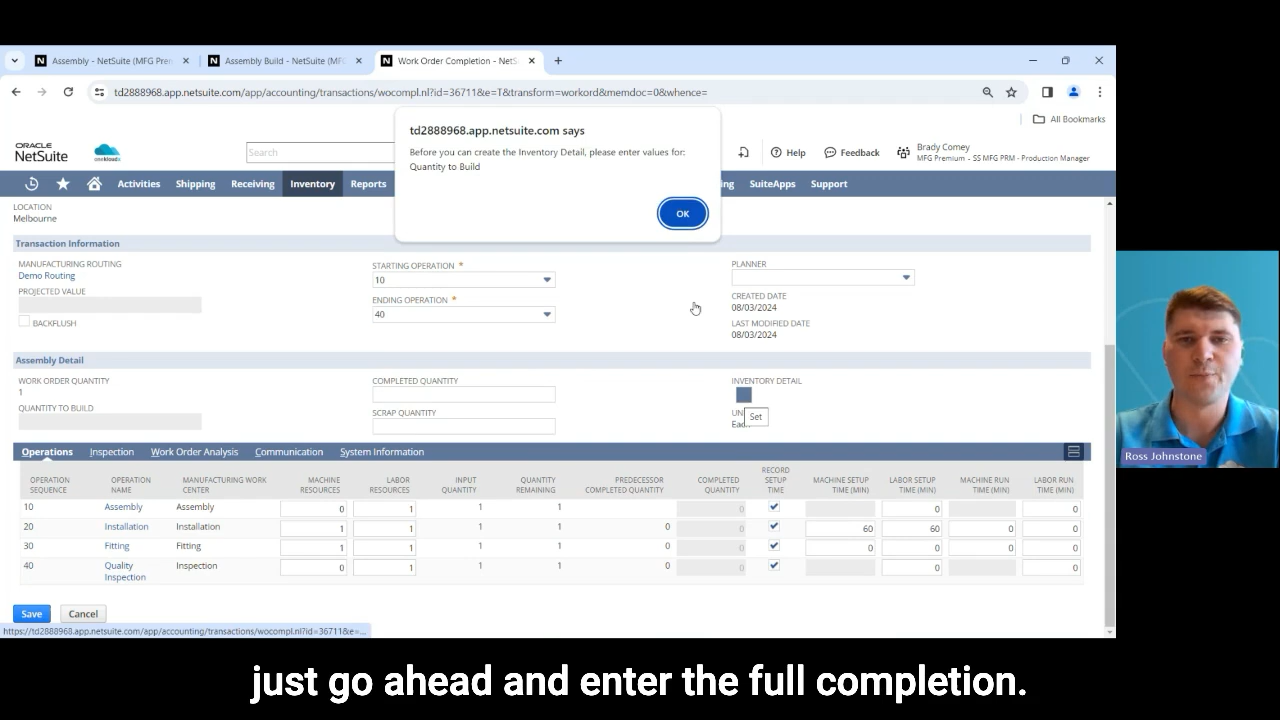 Assembly - NetSuite (MFG Prem
Assembly Build - NetSuite (MFG
Work Order Completion - NetS
td2888968.app.netsuite.com/app/accounting/transactions/wocompl.nl?id=36711&e=T&transform=workord&memdoc=0&whence=
All Bookmarks
td2888968.app.netsuite.com says
Before you can create the Inventory Detail, please enter values for:
Quantity to Build
OK
ORACLE
NetSuite
Search
Help
Feedback
Brady Comey
MFG Premium - SS MFG PRM - Production Manager
Activities Shipping Receiving Inventory Reports SuiteApps Support
LOCATION
Melbourne
Transaction Information
MANUFACTURING ROUTING
Demo Routing
PROJECTED VALUE
BACKFLUSH
STARTING OPERATION *
10
ENDING OPERATION *
40
PLANNER
CREATED DATE
08/03/2024
LAST MODIFIED DATE
08/03/2024
Assembly Detail
WORK ORDER QUANTITY
1
QUANTITY TO BUILD
COMPLETED QUANTITY
SCRAP QUANTITY
INVENTORY DETAIL
Set
Each
Operations Inspection Work Order Analysis Communication System Information
OPERATION SEQUENCE OPERATION NAME MANUFACTURING WORK CENTER MACHINE RESOURCES LABOR RESOURCES INPUT QUANTITY QUANTITY REMAINING PREDECESSOR COMPLETED QUANTITY COMPLETED QUANTITY RECORD SETUP TIME MACHINE SETUP TIME (MIN) LABOR SETUP TIME (MIN) MACHINE RUN TIME (MIN) LABOR RUN TIME (MIN)
10 Assembly Assembly 0 1 1 1 0 0 0
20 Installation Installation 1 1 1 1 0 0 60 60 0 0
30 Fitting Fitting 1 1 1 1 0 0 0 0 0 0
40 Quality Inspection Inspection 0 1 1 1 0 0 0 0
Save Cancel
https://td2888968.app.netsuite.com/app/accounting/transactions/wocompl.nl?id=36711&e=...
Ross Johnstone
just go ahead and enter the full completion.